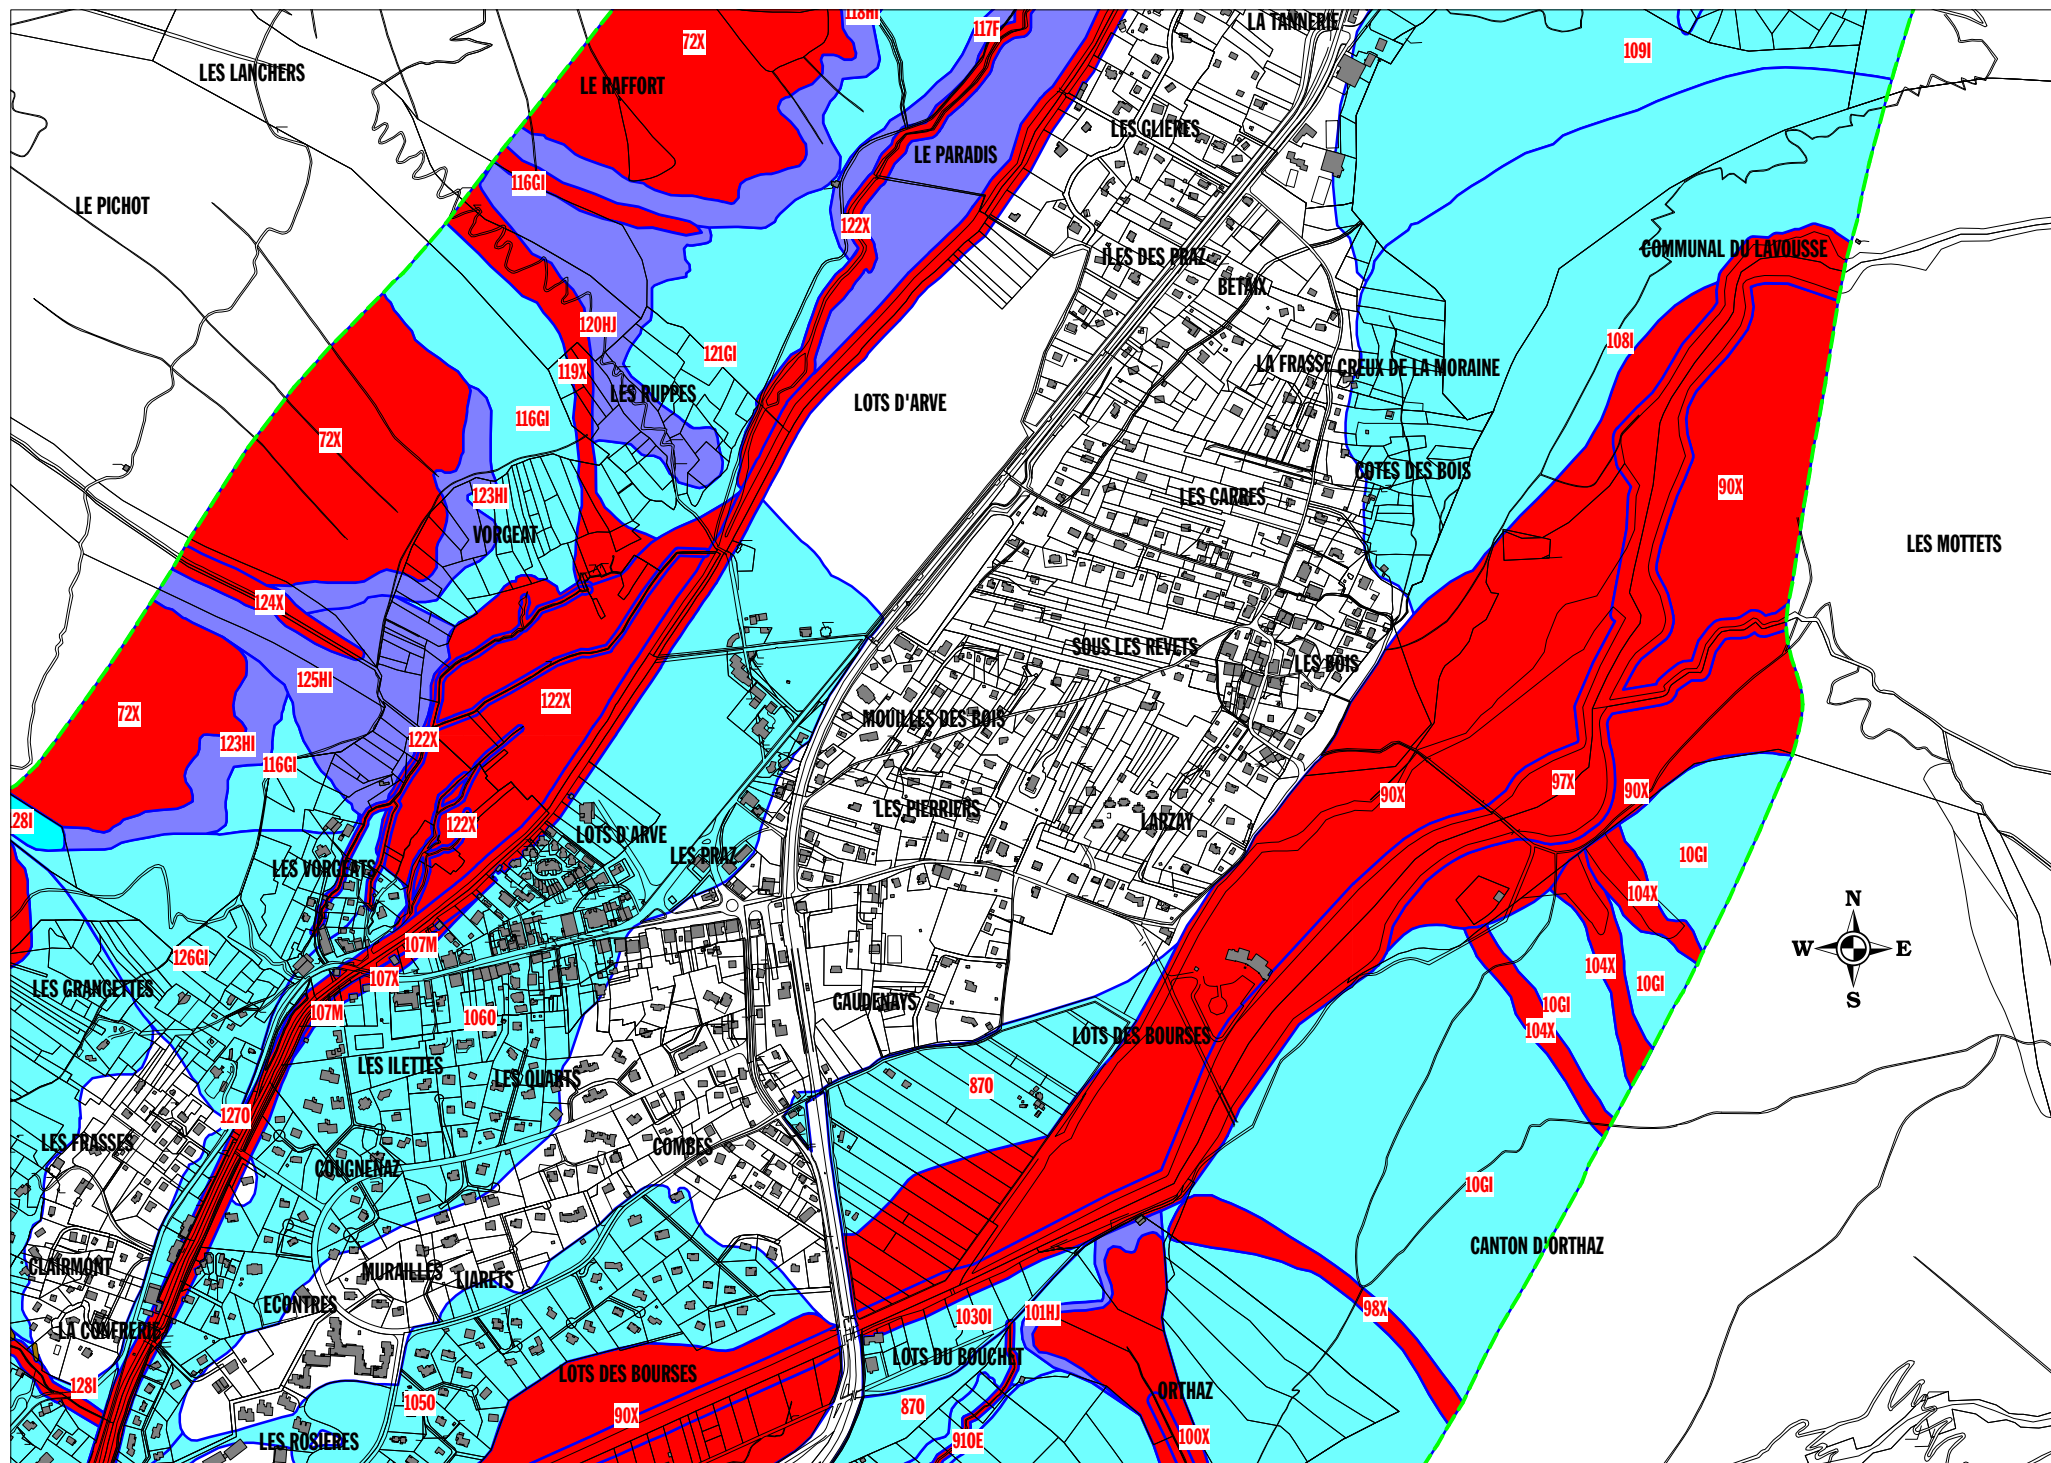 118HI
LA TANNERIE
117F
72X
109I
LES LANCHERS
LE RAFFORT
LES GLIERES
LE PARADIS
116GI
LE PICHOT
122X
COMMUNAL DU LAVOUSSE
ÎLES DES PRAZ
BETAIX
120HJ
108I
121GI
LA FRASSE
CREUX DE LA MORAINE
119X
LES RUPPES
LOTS D'ARVE
116GI
72X
COTES DES BOIS
90X
123HI
LES CARRES
VORGEAT
LES MOTTETS
124X
SOUS LES REVETS
LES BOIS
125HI
122X
72X
MOUILLES DES BOIS
123HI
122X
116GI
97X
90X
90X
LES PIERRIERS
128I
122X
LARZAY
LOTS D'ARVE
LES PRAZ
10GI
LES VORGEATS
104X
N
107M
W
E
126GI
107X
104X
LES GRANGETTES
10GI
S
GAUDENAYS
10GI
107M
106O
104X
LOTS DES BOURSES
LES ILETTES
LES QUARTS
87O
127O
LES FRASSES
COMBES
COUGNENAZ
10GI
CANTON D'ORTHAZ
CLAIRMONT
MURAILLES
LIARETS
ECONTRES
98X
103OI
101HJ
LA CONFRERIE
LOTS DU BOUCHET
LOTS DES BOURSES
128I
ORTHAZ
105O
87O
90X
100X
LES ROSIERES
91OE